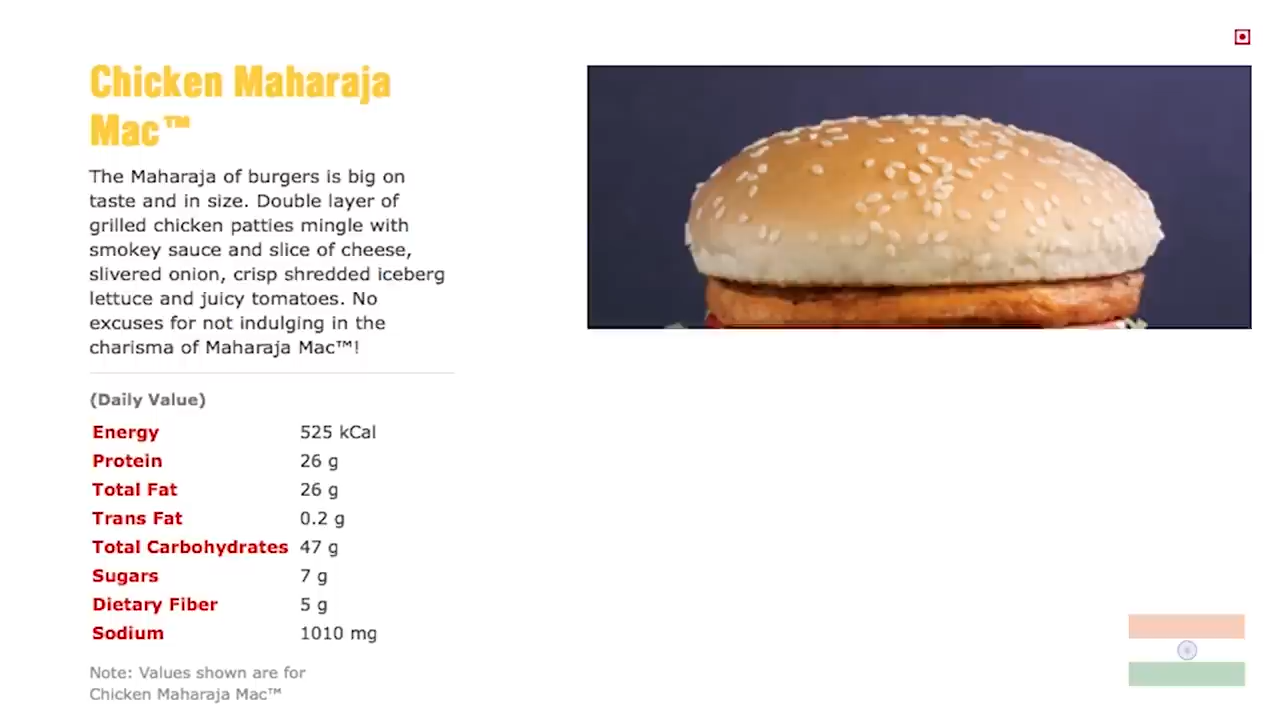 Chicken Maharaja
Mac™
The Maharaja of burgers is big on
taste and in size. Double layer of
grilled chicken patties mingle with
smokey sauce and slice of cheese,
slivered onion, crisp shredded iceberg
lettuce and juicy tomatoes. No
excuses for not indulging in the
charisma of Maharaja Mac™!
(Daily Value)
Energy 525 kCal
Protein 26 g
Total Fat 26 g
Trans Fat 0.2 g
Total Carbohydrates 47 g
Sugars 7 g
Dietary Fiber 5 g
Sodium 1010 mg
Note: Values shown are for
Chicken Maharaja Mac™